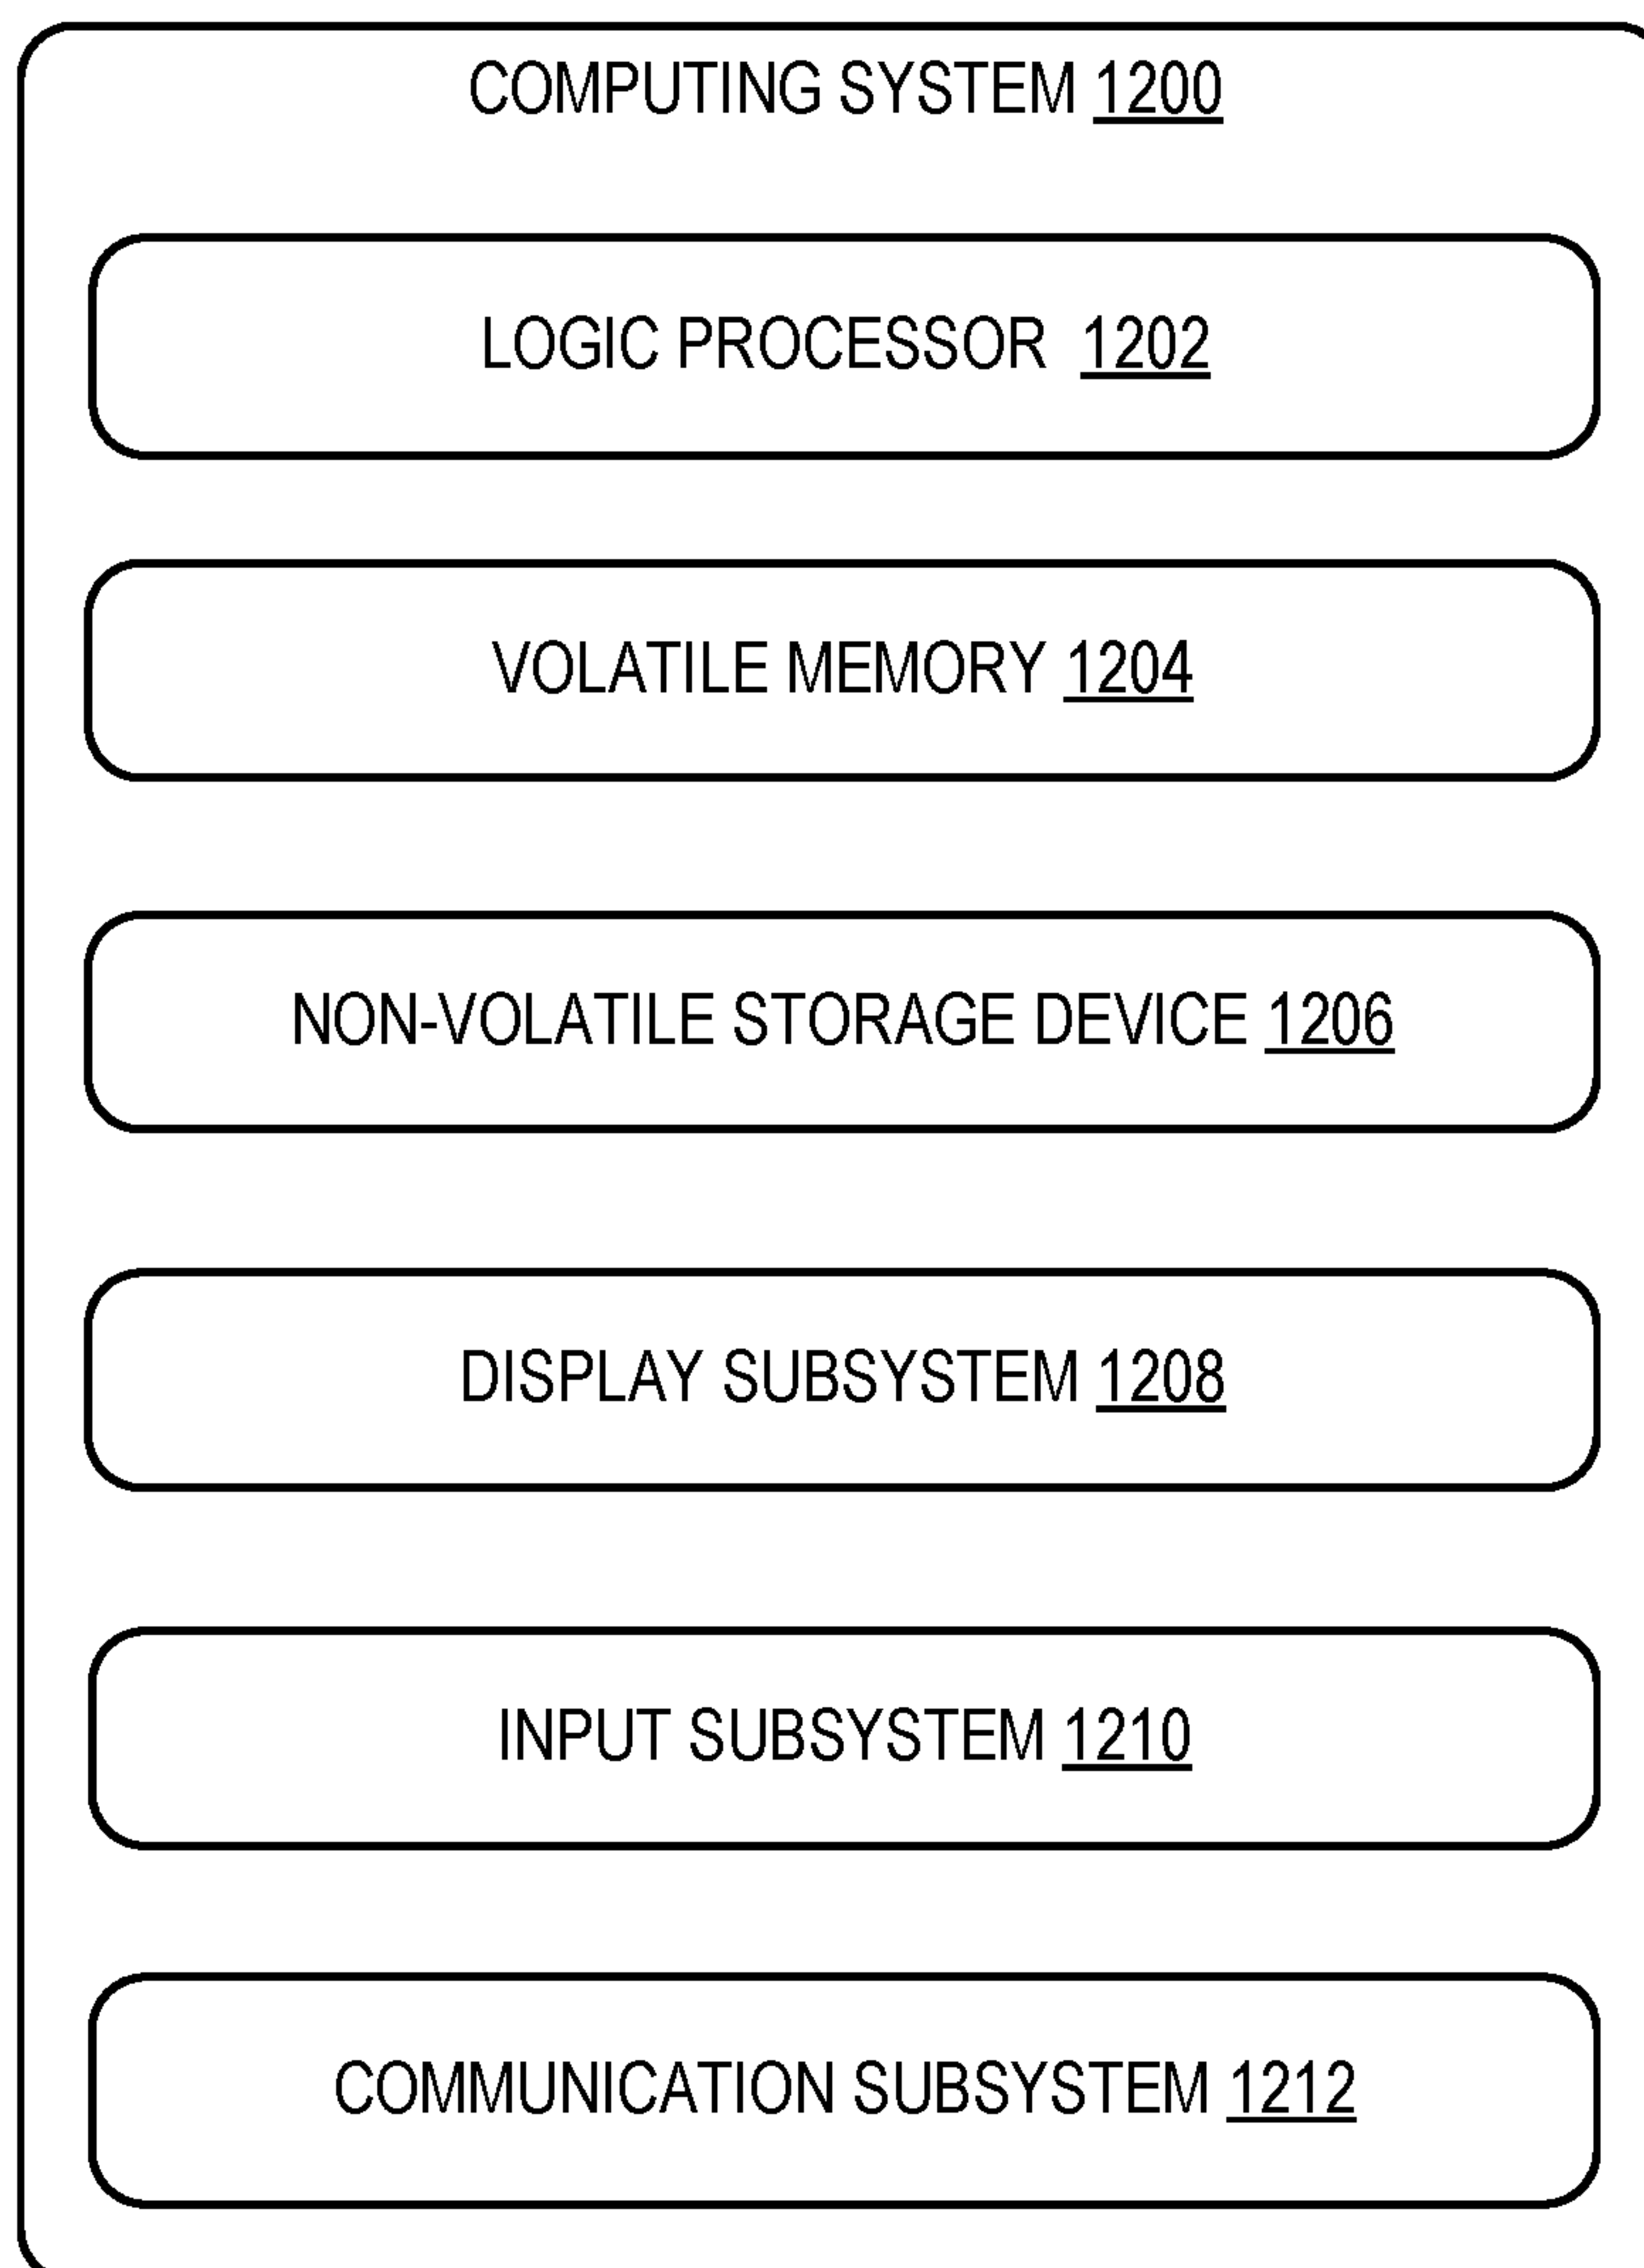 COMPUTING SYSTEM 1200
LOGIC PROCESSOR 1202
VOLATILE MEMORY 1204
NON-VOLATILE STORAGE DEVICE 1206
DISPLAY SUBSYSTEM 1208
INPUT SUBSYSTEM 1210
COMMUNICATION SUBSYSTEM 1212